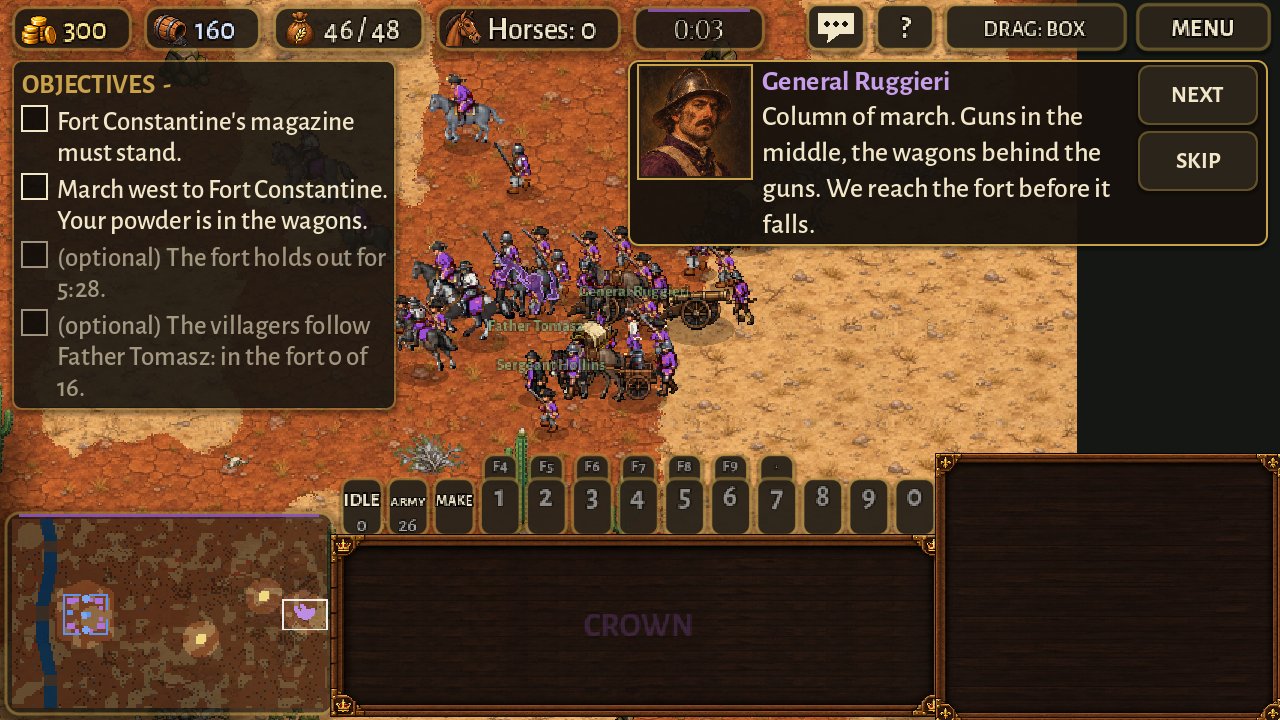 300
160
46/48
Horses: 0
0:03
?
DRAG: BOX
MENU
OBJECTIVES -
Fort Constantine's magazine
must stand.
March west to Fort Constantine.
Your powder is in the wagons.
(optional) The fort holds out for
5:28.
(optional) The villagers follow
Father Tomasz: in the fort 0 of
16.
General Ruggieri
Column of march. Guns in the
middle, the wagons behind the
guns. We reach the fort before it
falls.
NEXT
SKIP
General Ruggieri
Father Tomasz
Sergeant Hollins
F4
F5
F6
F7
F8
F9
IDLE
0
ARMY
26
MAKE
1
2
3
4
5
6
7
8
9
0
CROWN